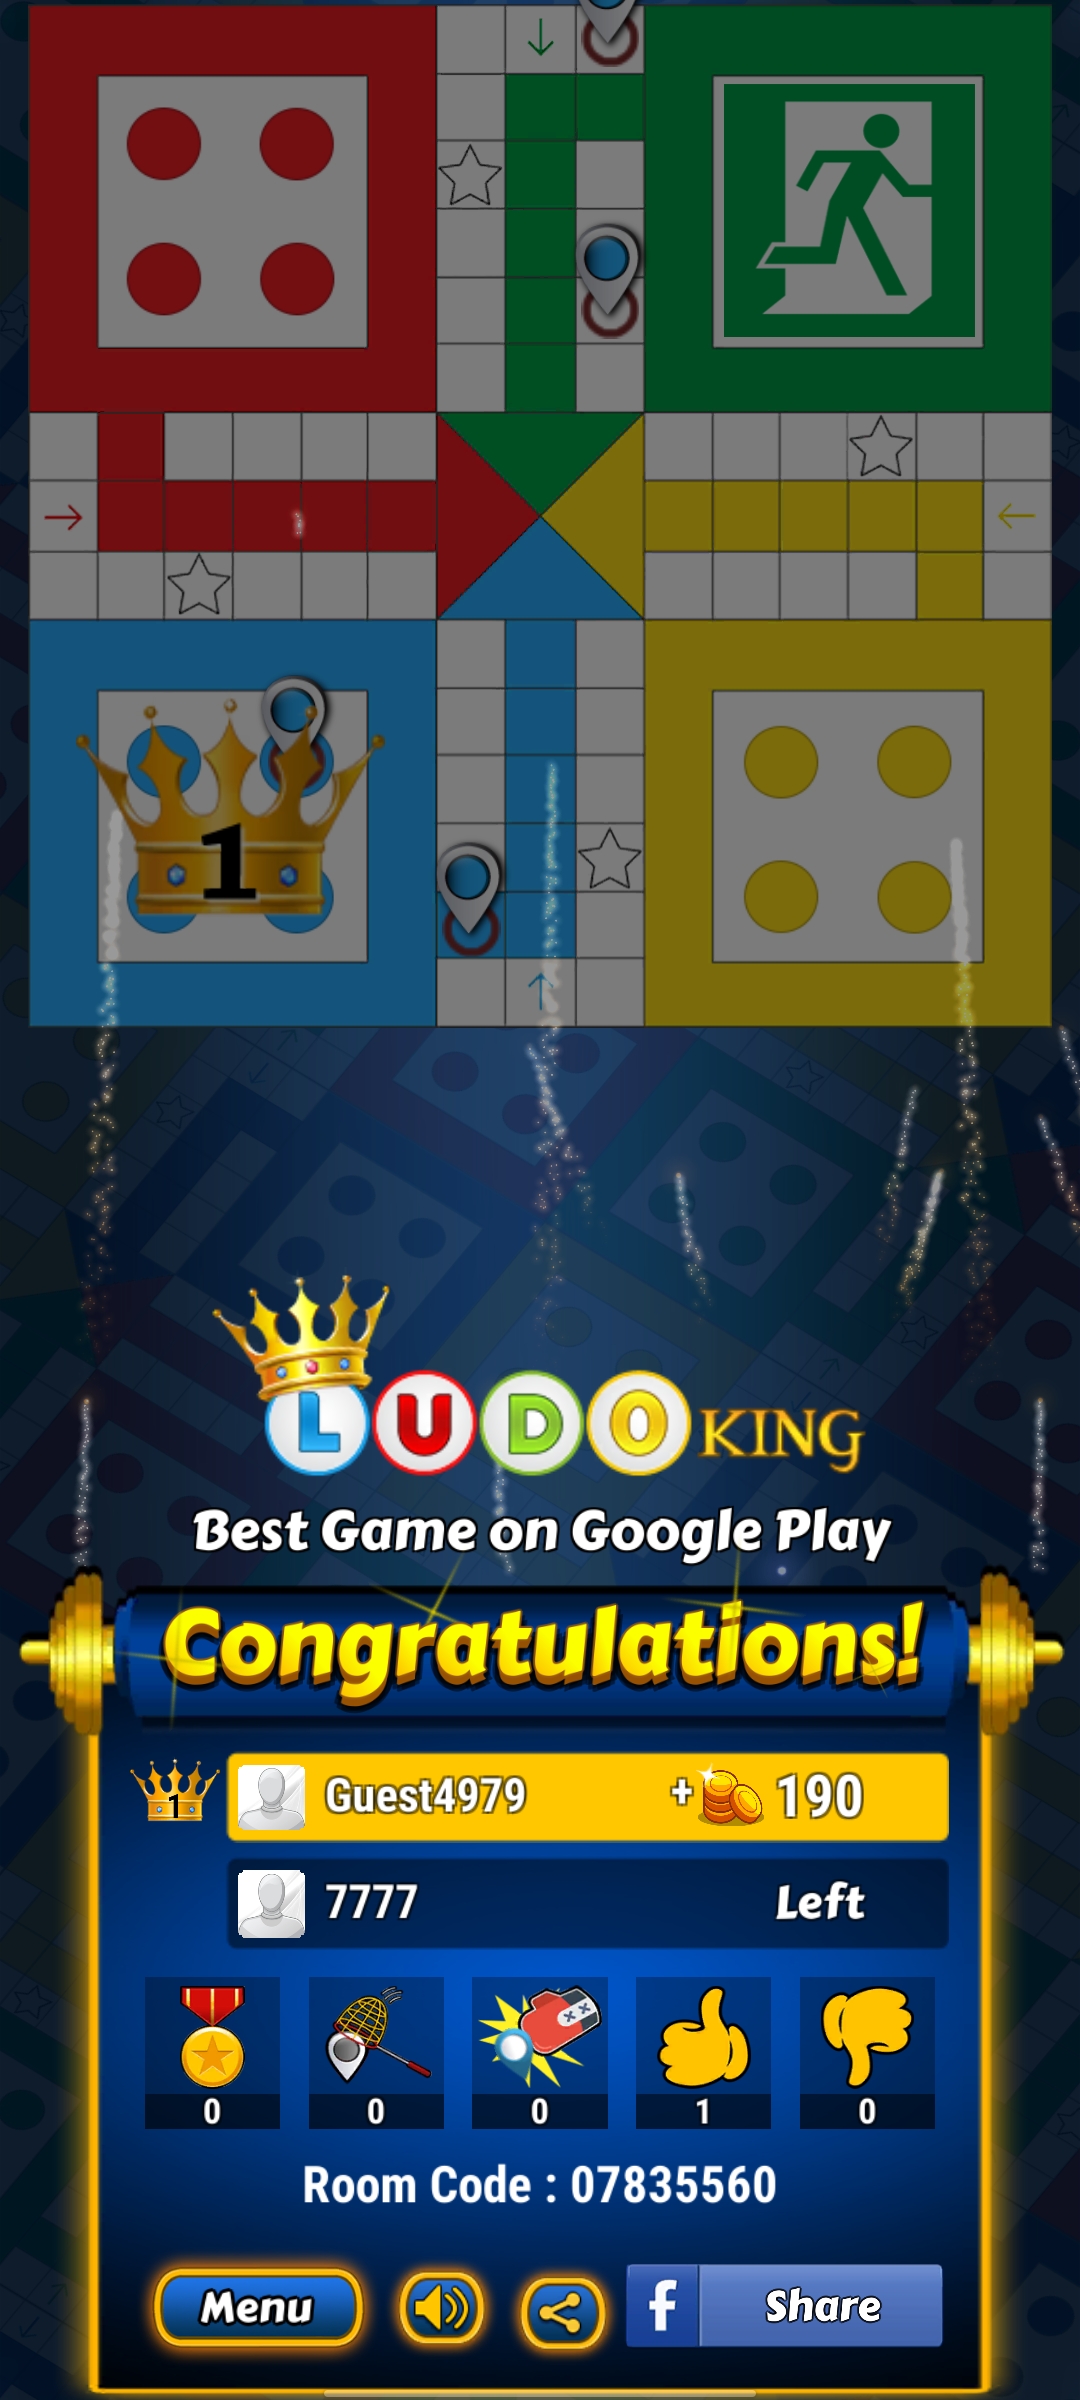 1
LUDO KING
Best Game on Google Play
Congratulations!
1 Guest4979 + 190
7777 Left
0 0 0 1 0
Room Code : 07835560
Menu f Share